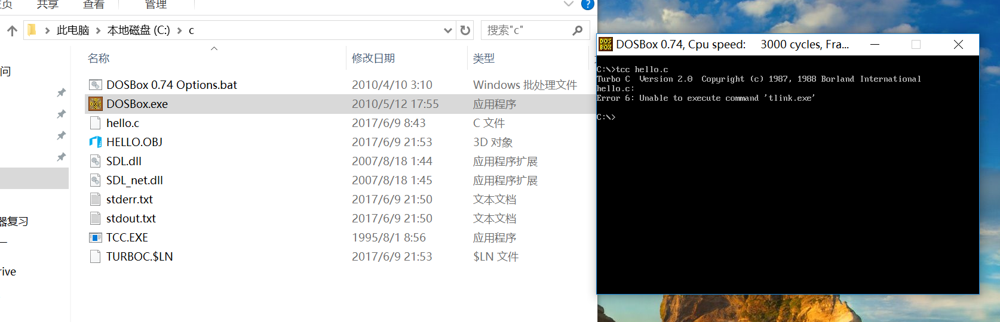 共享 查看 管理
此电脑 本地磁盘 (C:) c
搜索"c"
名称 修改日期 类型
问
DOSBox 0.74 Options.bat 2010/4/10 3:10 Windows 批处理文件
DOSBox.exe 2010/5/12 17:55 应用程序
hello.c 2017/6/9 8:43 C 文件
HELLO.OBJ 2017/6/9 21:53 3D 对象
SDL.dll 2007/8/18 1:44 应用程序扩展
SDL_net.dll 2007/8/18 1:45 应用程序扩展
stderr.txt 2017/6/9 21:50 文本文档
stdout.txt 2017/6/9 21:50 文本文档
器复习
TCC.EXE 1995/8/1 8:56 应用程序
TURBOC.$LN 2017/6/9 21:53 $LN 文件
rive
DOSBox 0.74, Cpu speed: 3000 cycles, Fra...
C:\>tcc hello.c
Turbo C Version 2.0 Copyright (c) 1987, 1988 Borland International
hello.c:
Error 6: Unable to execute command 'tlink.exe'
C:\>